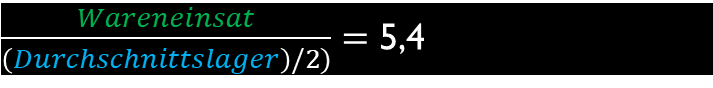 Wareneinsat
(Durchschnittslager)/2) = 5,4